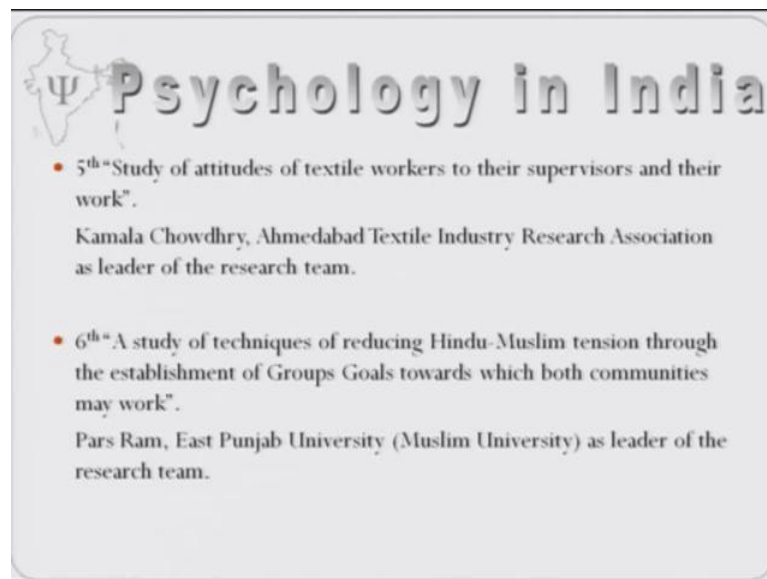 Ψ Psychology in India
• 5th “Study of attitudes of textile workers to their supervisors and their
work”.
Kamala Chowdhry, Ahmedabad Textile Industry Research Association
as leader of the research team.
• 6th “A study of techniques of reducing Hindu-Muslim tension through
the establishment of Groups Goals towards which both communities
may work”.
Pars Ram, East Punjab University (Muslim University) as leader of the
research team.